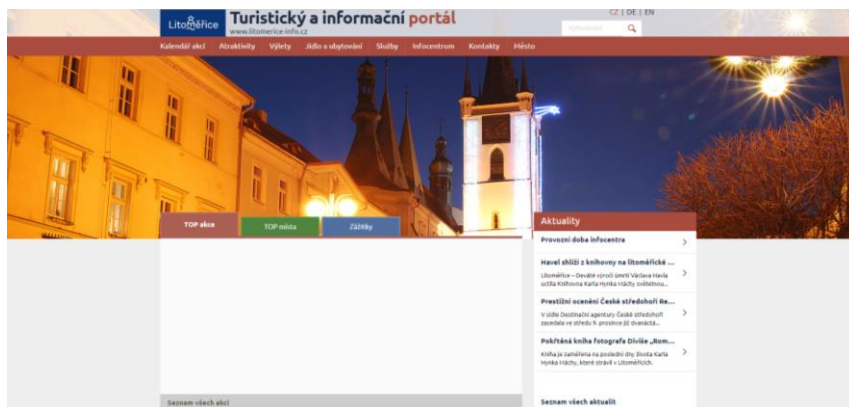 Litoměřice
Turistický a informační portál
www.litomerice-info.cz
CZ | DE | EN
Vyhledávání
Kalendář akcí Atraktivity Výlety Jídlo a ubytování Služby Infocentrum Kontakty Město
TOP akce TOP místa Zážitky
Aktuality
Provozní doba infocentra
Havel shlíží z knihovny na litoměřické ...
Litoměřice – Deváté výročí úmrtí Václava Havla
uctila Knihovna Karla Hynka Máchy světelnou...
Prestižní ocenění České středohoří Re...
V sídle Destinační agentury České středohoří
zasedala ve středu 9. prosince již dvanáctá...
Pokřtěná kniha fotografa Diviše „Rom...
Kniha je zaměřena na poslední dny života Karla
Hynka Máchy, které strávil v Litoměřicích.
Seznam všech akcí
Seznam všech aktualit